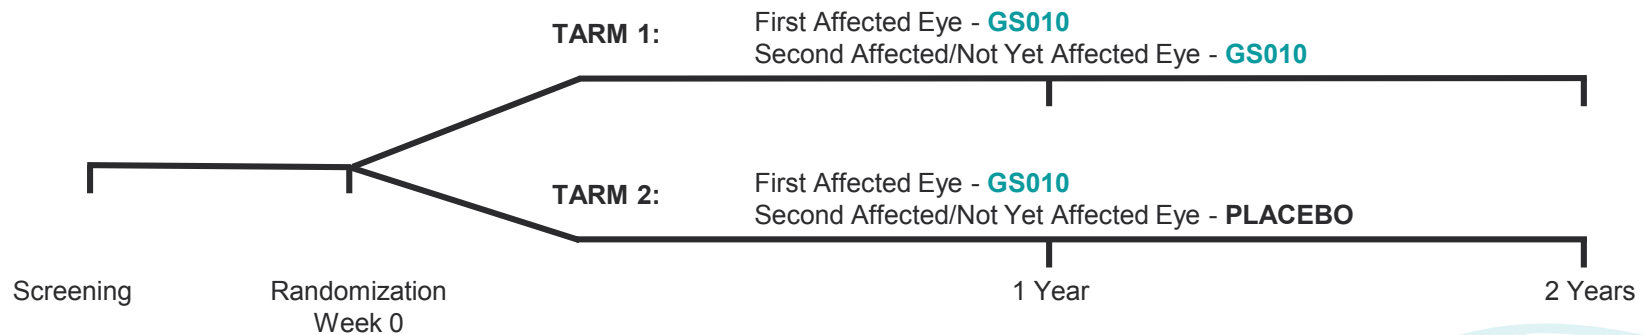 TARM 1:
First Affected Eye - GS010
Second Affected/Not Yet Affected Eye - GS010
TARM 2:
First Affected Eye - GS010
Second Affected/Not Yet Affected Eye - PLACEBO
Screening
Randomization
Week 0
1 Year
2 Years